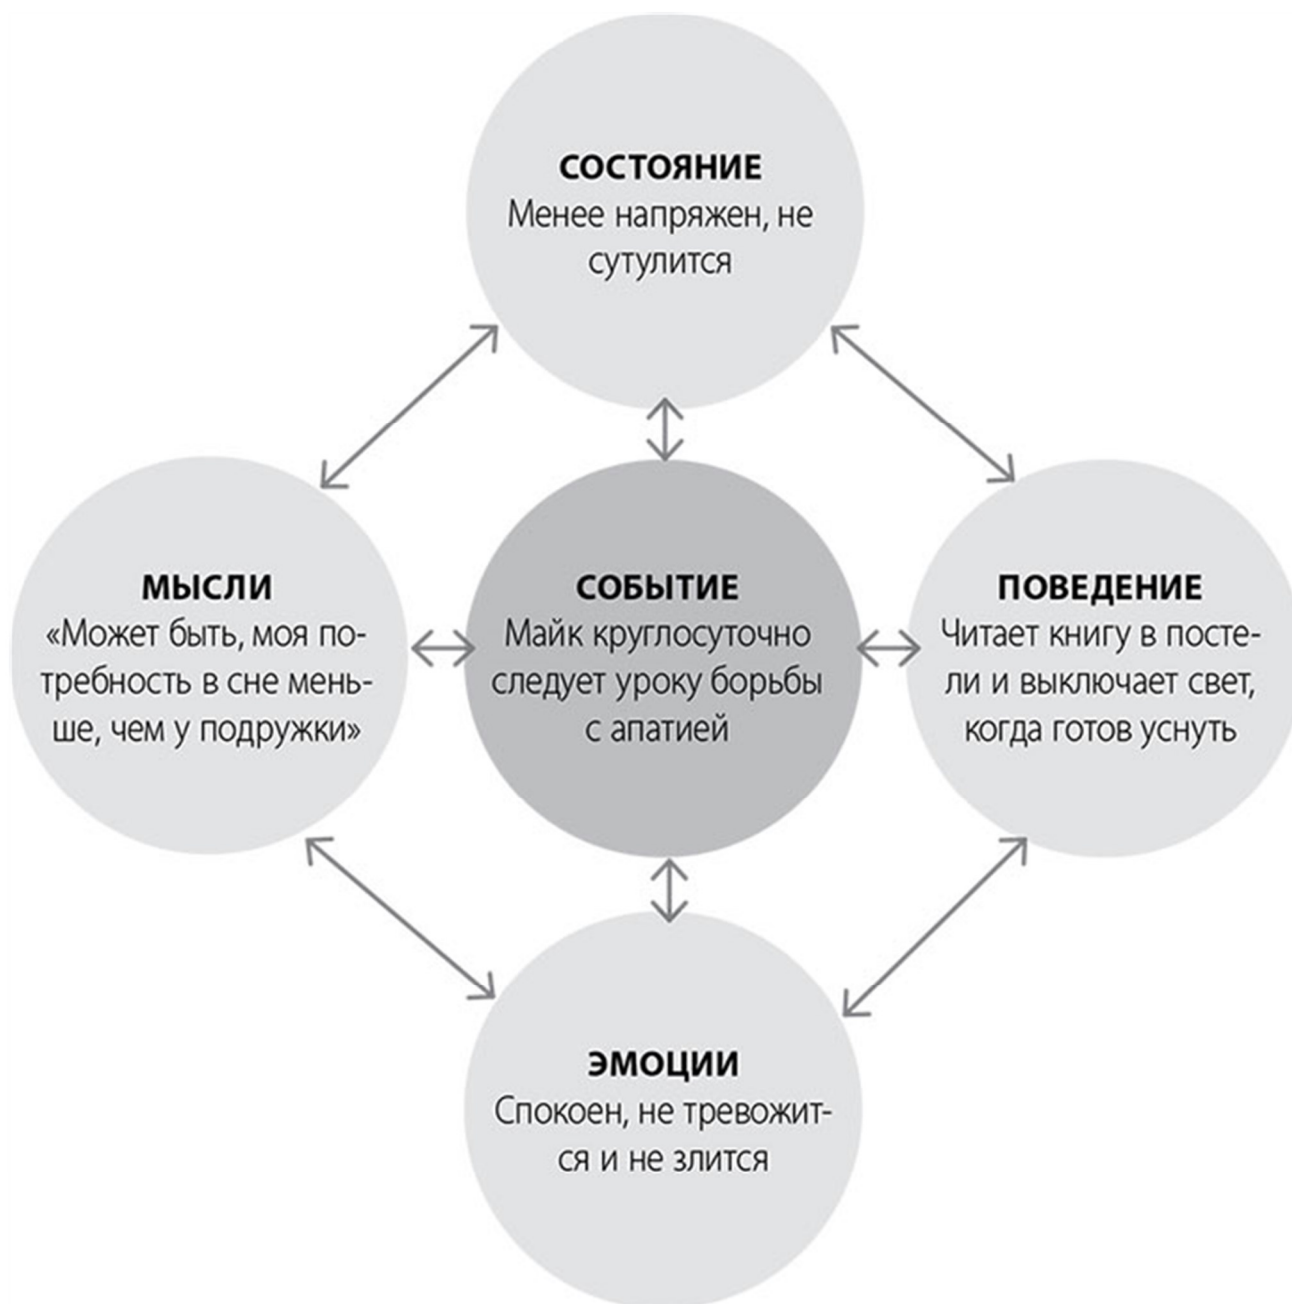 СОСТОЯНИЕ
Менее напряжен, не
сутулится
МЫСЛИ
«Может быть, моя по-
требность в сне мень-
ше, чем у подружки»
СОБЫТИЕ
Майк круглосуточно
следует уроку борьбы
с апатией
ПОВЕДЕНИЕ
Читает книгу в посте-
ли и выключает свет,
когда готов уснуть
ЭМОЦИИ
Спокоен, не тревожит-
ся и не злится